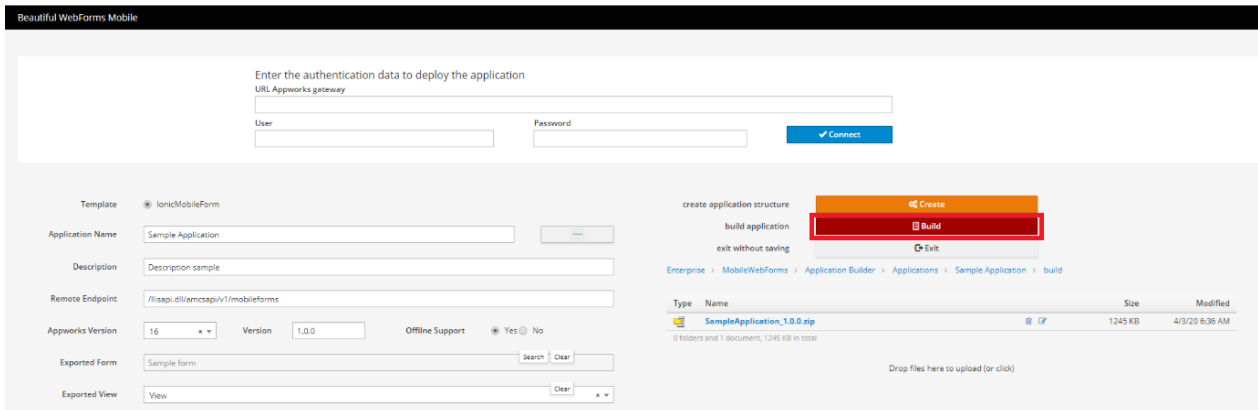 Beautiful WebForms Mobile
Enter the authentication data to deploy the application
URL Appworks gateway
User Password
Connect
Template IonicMobileForm
Application Name Sample Application
Description Description sample
Remote Endpoint /llisapi.dll/amcsapi/v1/mobileforms
Appworks Version 16 × Version 1.0.0 Offilne Support Yes No
Exported Form Sample form Search Clear
Exported View View Clear ×
create application structure Create
build application Build
exit without saving Exit
Enterprise › MobileWebForms › Application Builder › Applications › Sample Application › build
Type Name Size Modified
SampleApplication_1.0.0.zip 1245 KB 4/3/20 6:36 AM
0 folders and 1 document, 1245 KB in total
Drop files here to upload (or click)